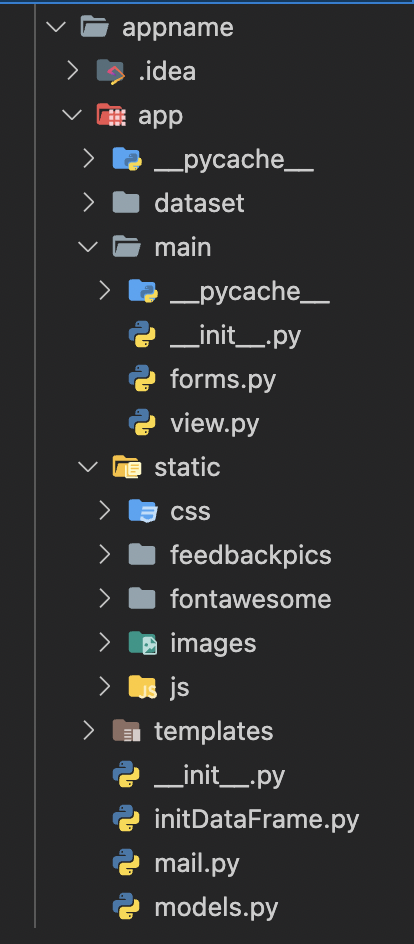 appname
.idea
app
__pycache__
dataset
main
__pycache__
__init__.py
forms.py
view.py
static
css
feedbackpics
fontawesome
images
js
templates
__init__.py
initDataFrame.py
mail.py
models.py